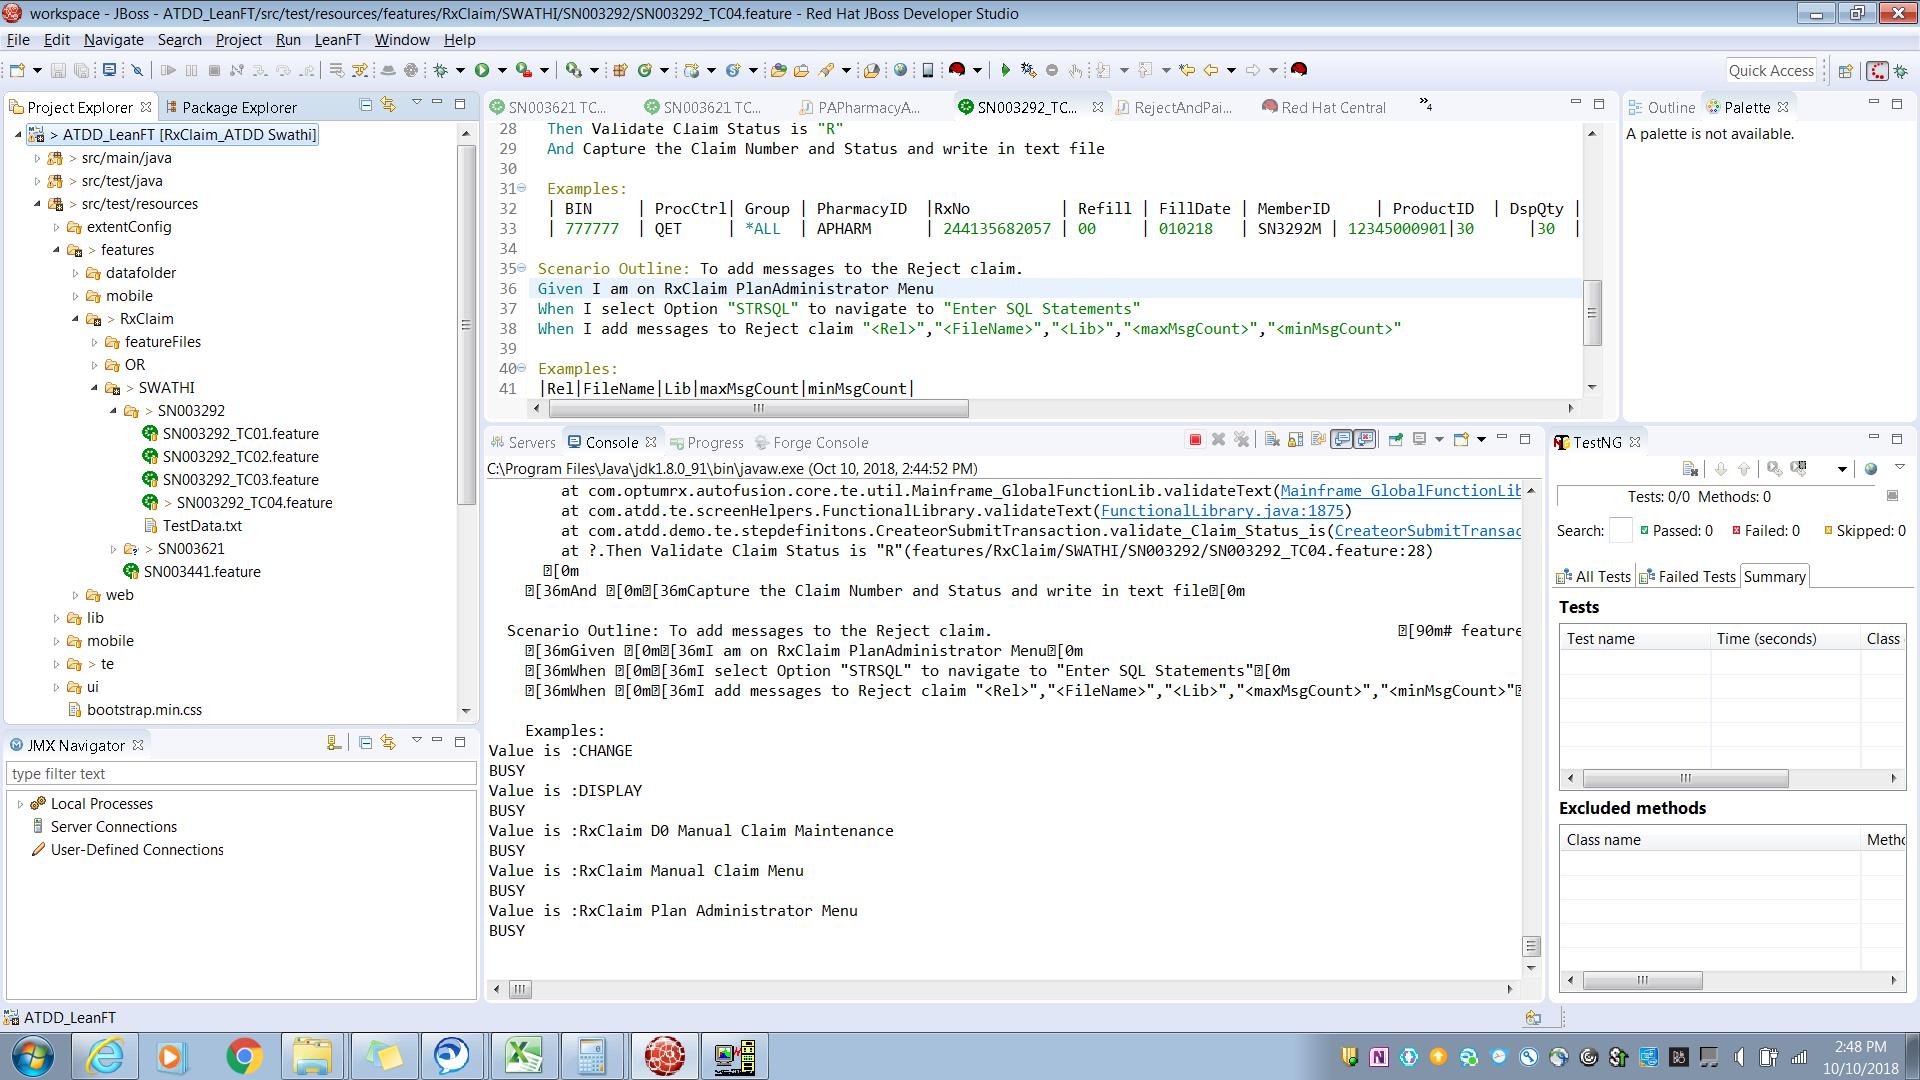 workspace - JBoss - ATDD_LeanFT/src/test/resources/features/RxClaim/SWATHI/SN003292/SN003292_TC04.feature - Red Hat JBoss Developer Studio
File Edit Navigate Search Project Run LeanFT Window Help
Quick Access
Project Explorer
Package Explorer
> ATDD_LeanFT [RxClaim_ATDD Swathi]
> src/main/java
> src/test/java
> src/test/resources
extentConfig
> features
datafolder
mobile
> RxClaim
featureFiles
OR
> SWATHI
> SN003292
SN003292_TC01.feature
SN003292_TC02.feature
SN003292_TC03.feature
> SN003292_TC04.feature
TestData.txt
> SN003621
SN003441.feature
web
lib
mobile
> te
ui
bootstrap.min.css
JMX Navigator
type filter text
Local Processes
Server Connections
User-Defined Connections
SN003621 TC... SN003621 TC... PAPharmacyA... SN003292_TC... RejectAndPai... Red Hat Central »4
28 Then Validate Claim Status is "R"
29 And Capture the Claim Number and Status and write in text file
30
31 Examples:
32 | BIN | ProcCtrl| Group | PharmacyID |RxNo | Refill | FillDate | MemberID | ProductID | DspQty |
33 | 777777 | QET | *ALL | APHARM | 244135682057 | 00 | 010218 | SN3292M | 12345000901|30 |30 |
34
35 Scenario Outline: To add messages to the Reject claim.
36 Given I am on RxClaim PlanAdministrator Menu
37 When I select Option "STRSQL" to navigate to "Enter SQL Statements"
38 When I add messages to Reject claim "<Rel>","<FileName>","<Lib>","<maxMsgCount>","<minMsgCount>"
39
40 Examples:
41 |Rel|FileName|Lib|maxMsgCount|minMsgCount|
Outline Palette
A palette is not available.
Servers Console Progress Forge Console
C:\Program Files\Java\jdk1.8.0_91\bin\javaw.exe (Oct 10, 2018, 2:44:52 PM)
at com.optumrx.autofusion.core.te.util.Mainframe_GlobalFunctionLib.validateText(Mainframe_GlobalFunctionLib
at com.atdd.te.screenHelpers.FunctionalLibrary.validateText(FunctionalLibrary.java:1875)
at com.atdd.demo.te.stepdefinitons.CreateorSubmitTransaction.validate_Claim_Status_is(CreateorSubmitTransac
at ?.Then Validate Claim Status is "R"(features/RxClaim/SWATHI/SN003292/SN003292_TC04.feature:28)
[0m
[36mAnd [0m[36mCapture the Claim Number and Status and write in text file[0m
Scenario Outline: To add messages to the Reject claim. [90m# feature
[36mGiven [0m[36mI am on RxClaim PlanAdministrator Menu[0m
[36mWhen [0m[36mI select Option "STRSQL" to navigate to "Enter SQL Statements"[0m
[36mWhen [0m[36mI add messages to Reject claim "<Rel>","<FileName>","<Lib>","<maxMsgCount>","<minMsgCount>"
Examples:
Value is :CHANGE
BUSY
Value is :DISPLAY
BUSY
Value is :RxClaim D0 Manual Claim Maintenance
BUSY
Value is :RxClaim Manual Claim Menu
BUSY
Value is :RxClaim Plan Administrator Menu
BUSY
TestNG
Tests: 0/0 Methods: 0
Search: Passed: 0 Failed: 0 Skipped: 0
All Tests Failed Tests Summary
Tests
Test name Time (seconds) Class
Excluded methods
Class name Metho
ATDD_LeanFT
2:48 PM
10/10/2018